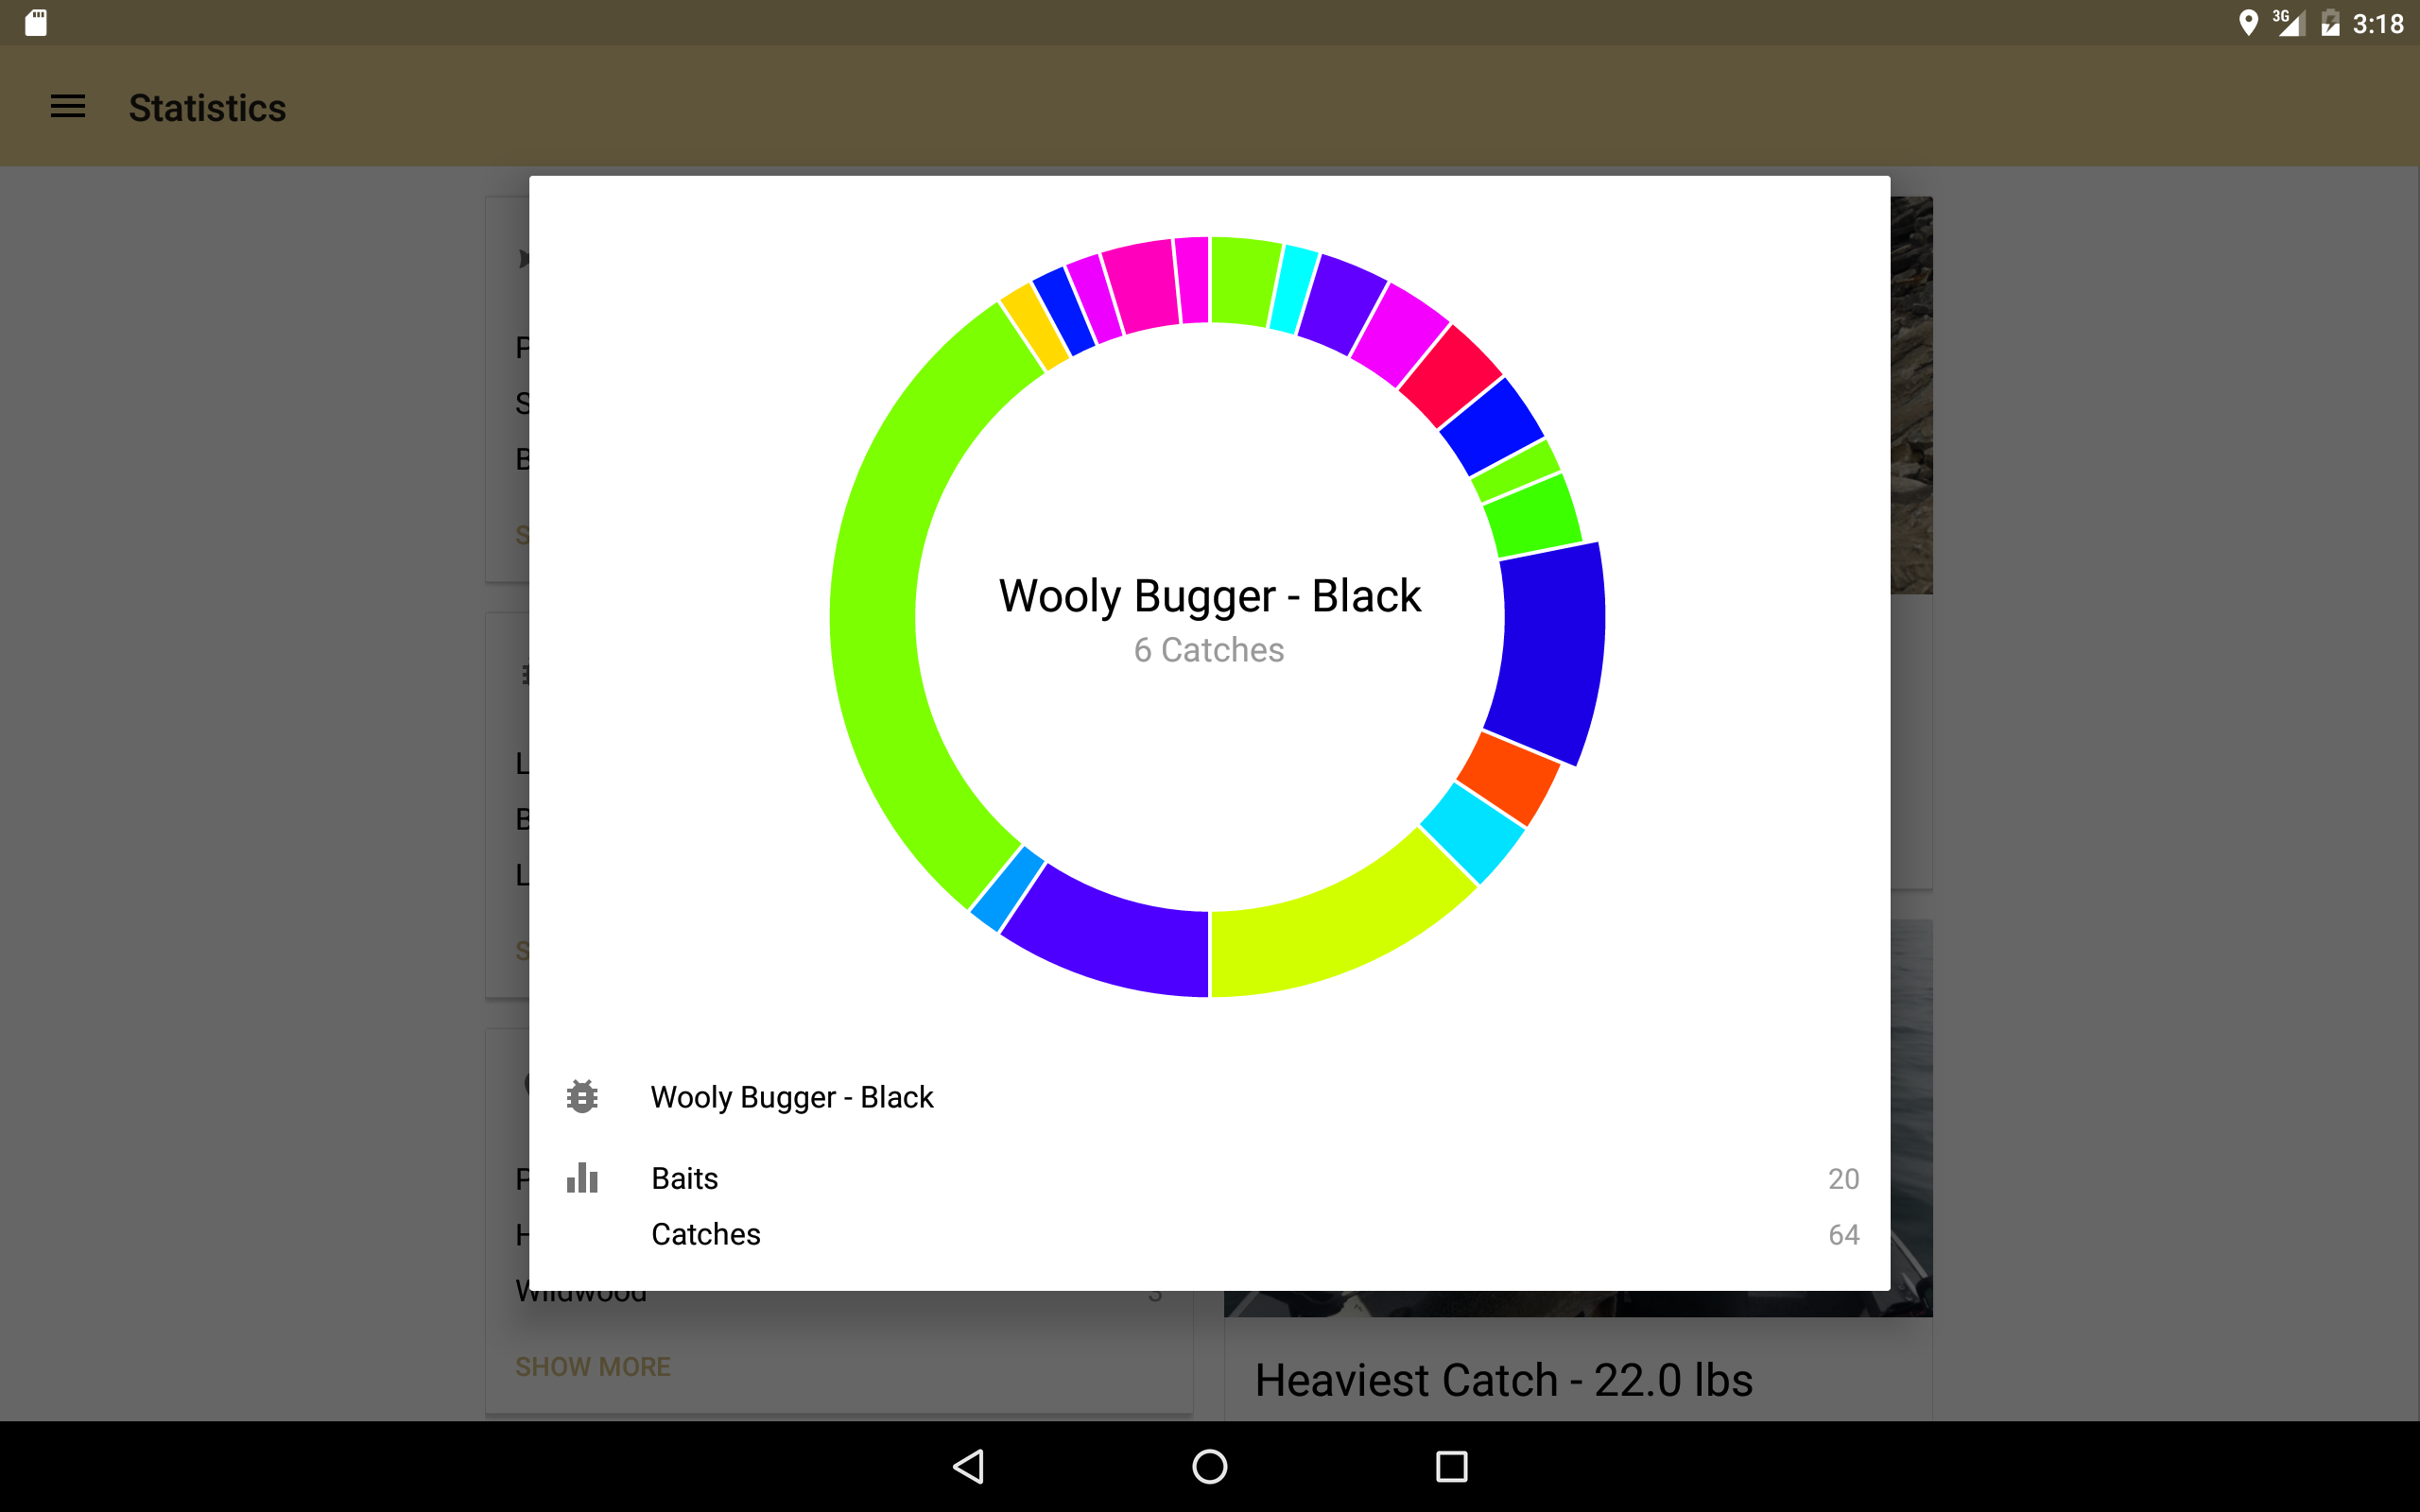 3G 3:18
Statistics
P
S
B
S
L
B
L
S
Wooly Bugger - Black
6 Catches
Wooly Bugger - Black
Baits 20
Catches 64
P
H
Wildwood 3
SHOW MORE
Heaviest Catch - 22.0 lbs